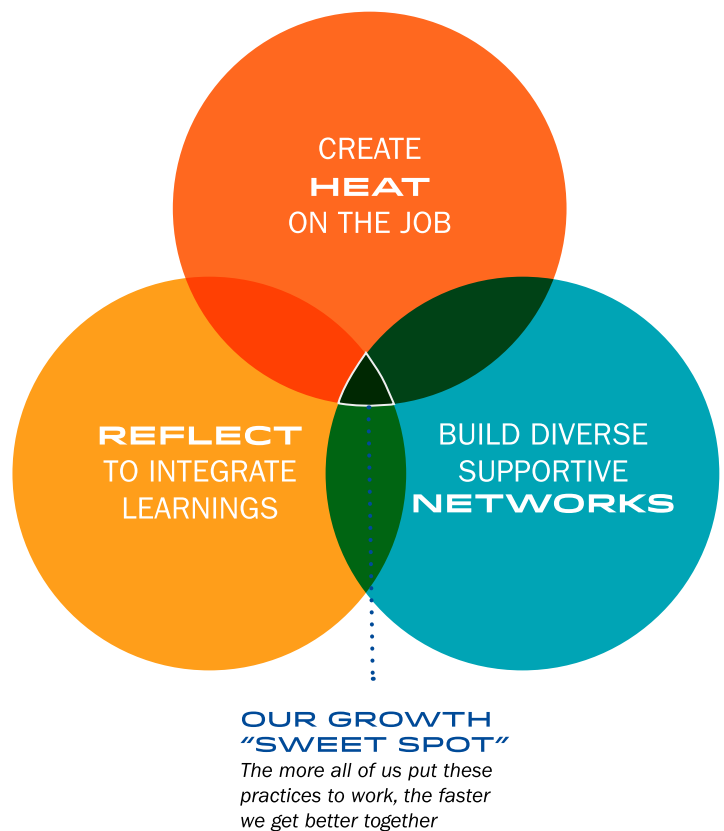 CREATE
HEAT
ON THE JOB
REFLECT
TO INTEGRATE
LEARNINGS
BUILD DIVERSE
SUPPORTIVE
NETWORKS
OUR GROWTH
“SWEET SPOT”
The more all of us put these
practices to work, the faster
we get better together